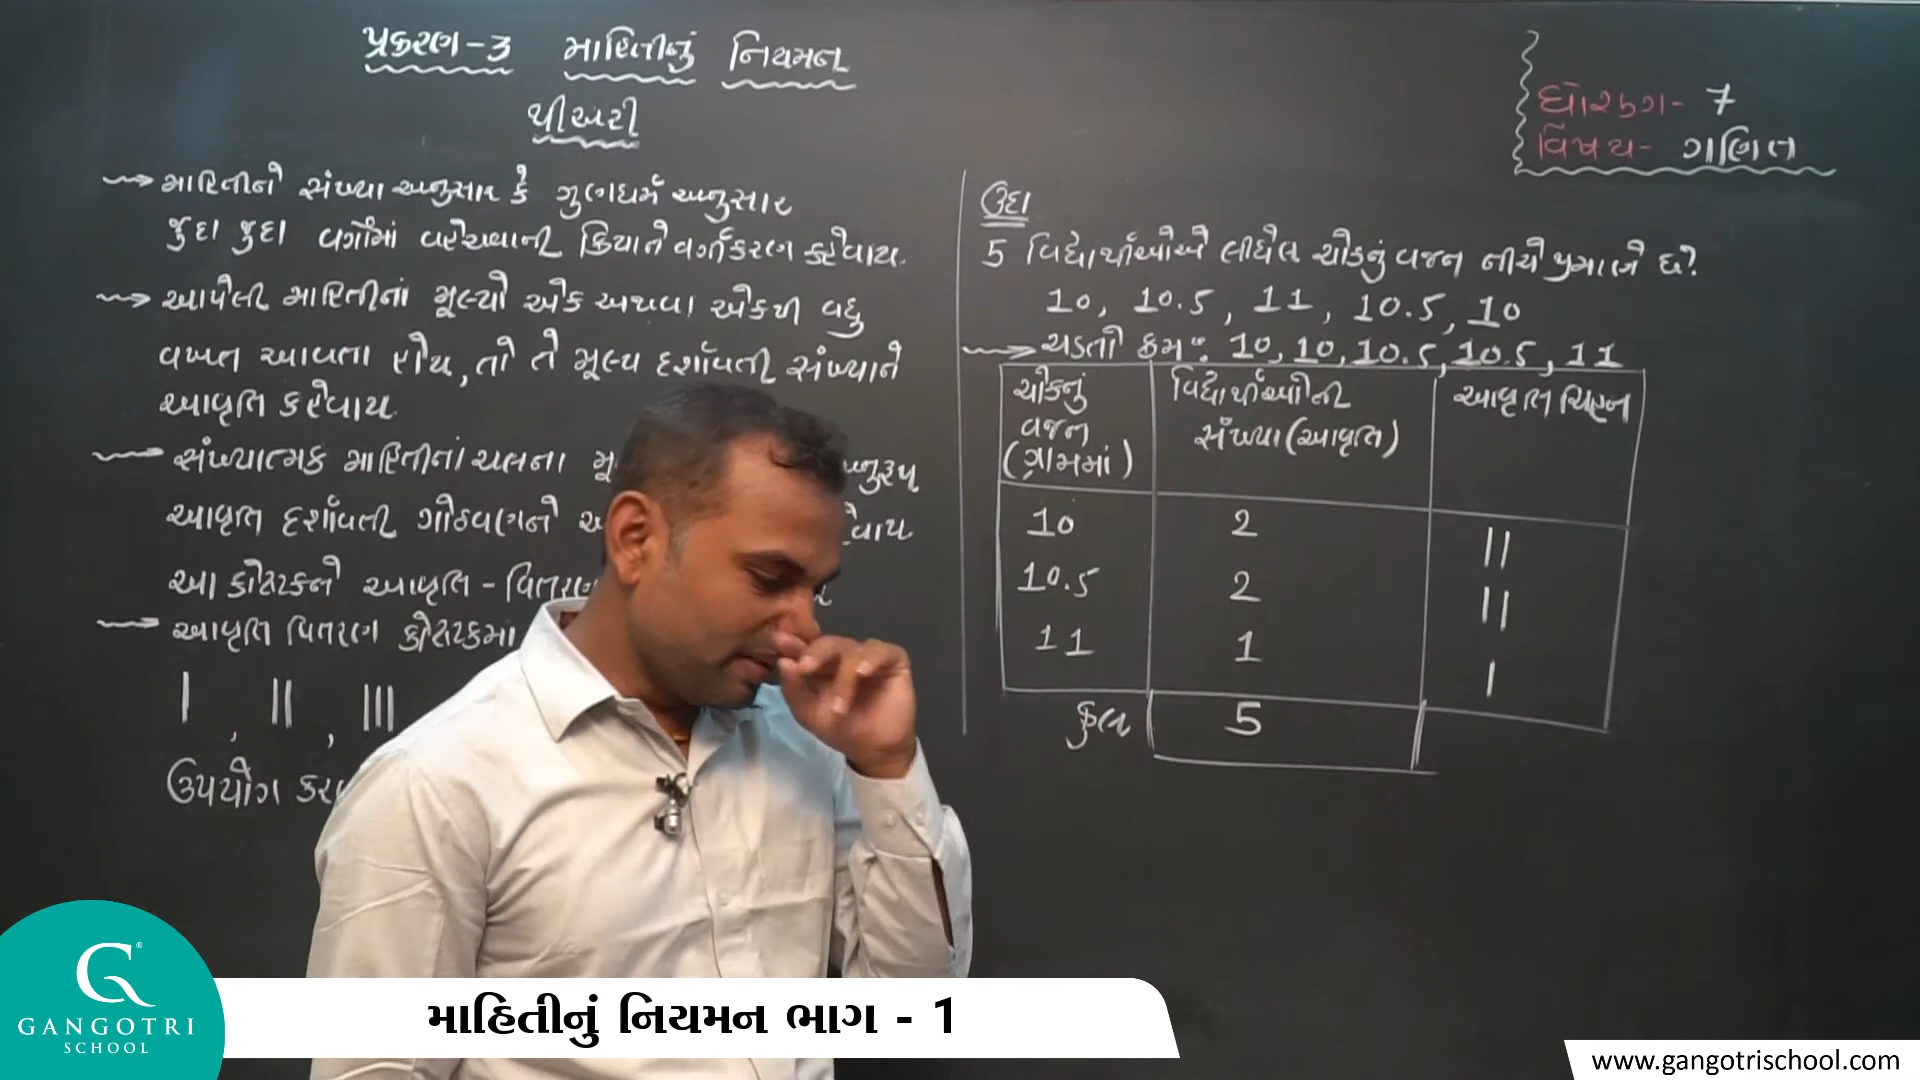 પ્રકરણ-૩ માહિતીનું નિયમન
થીઅરી
ધોરણ- 7
વિષય- ગણિત
માહિતીને સંખ્યા અનુસાર કે ગુણધર્મ અનુસાર
જુદા જુદા વર્ગોમાં વહેંચવાની ક્રિયાને વર્ગીકરણ કહેવાય.
આપેલી માહિતીનાં મૂલ્યો એક અથવા એકથી વધુ
વખત આવતા હોય, તો તે મૂલ્ય દર્શાવતી સંખ્યાને
આવૃત્તિ કહેવાય
સંખ્યાત્મક માહિતીનાં ચલના
આવૃત્તિ દર્શાવતી ગોઠવણને
આ કોષ્ટકને આવૃત્તિ -
આવૃત્તિ વિતરણ કોષ્ટકમાં
|, ||, |||
ઉપયોગ
ઉદા
5 વિદ્યાર્થીઓએ લીધેલ ચોકનું વજન નીચે પ્રમાણે છે?
10, 10.5, 11, 10.5, 10
ચડતો ક્રમ: 10, 10, 10.5, 10.5, 11
ચોકનું વજન (ગ્રામમાં) વિદ્યાર્થીઓની સંખ્યા (આવૃત્તિ) આવૃત્તિ ચિહ્ન
10 2 ||
10.5 2 ||
11 1 |
કુલ 5
G®
GANGOTRI
SCHOOL
માહિતીનું નિયમન ભાગ - 1
www.gangotrischool.com